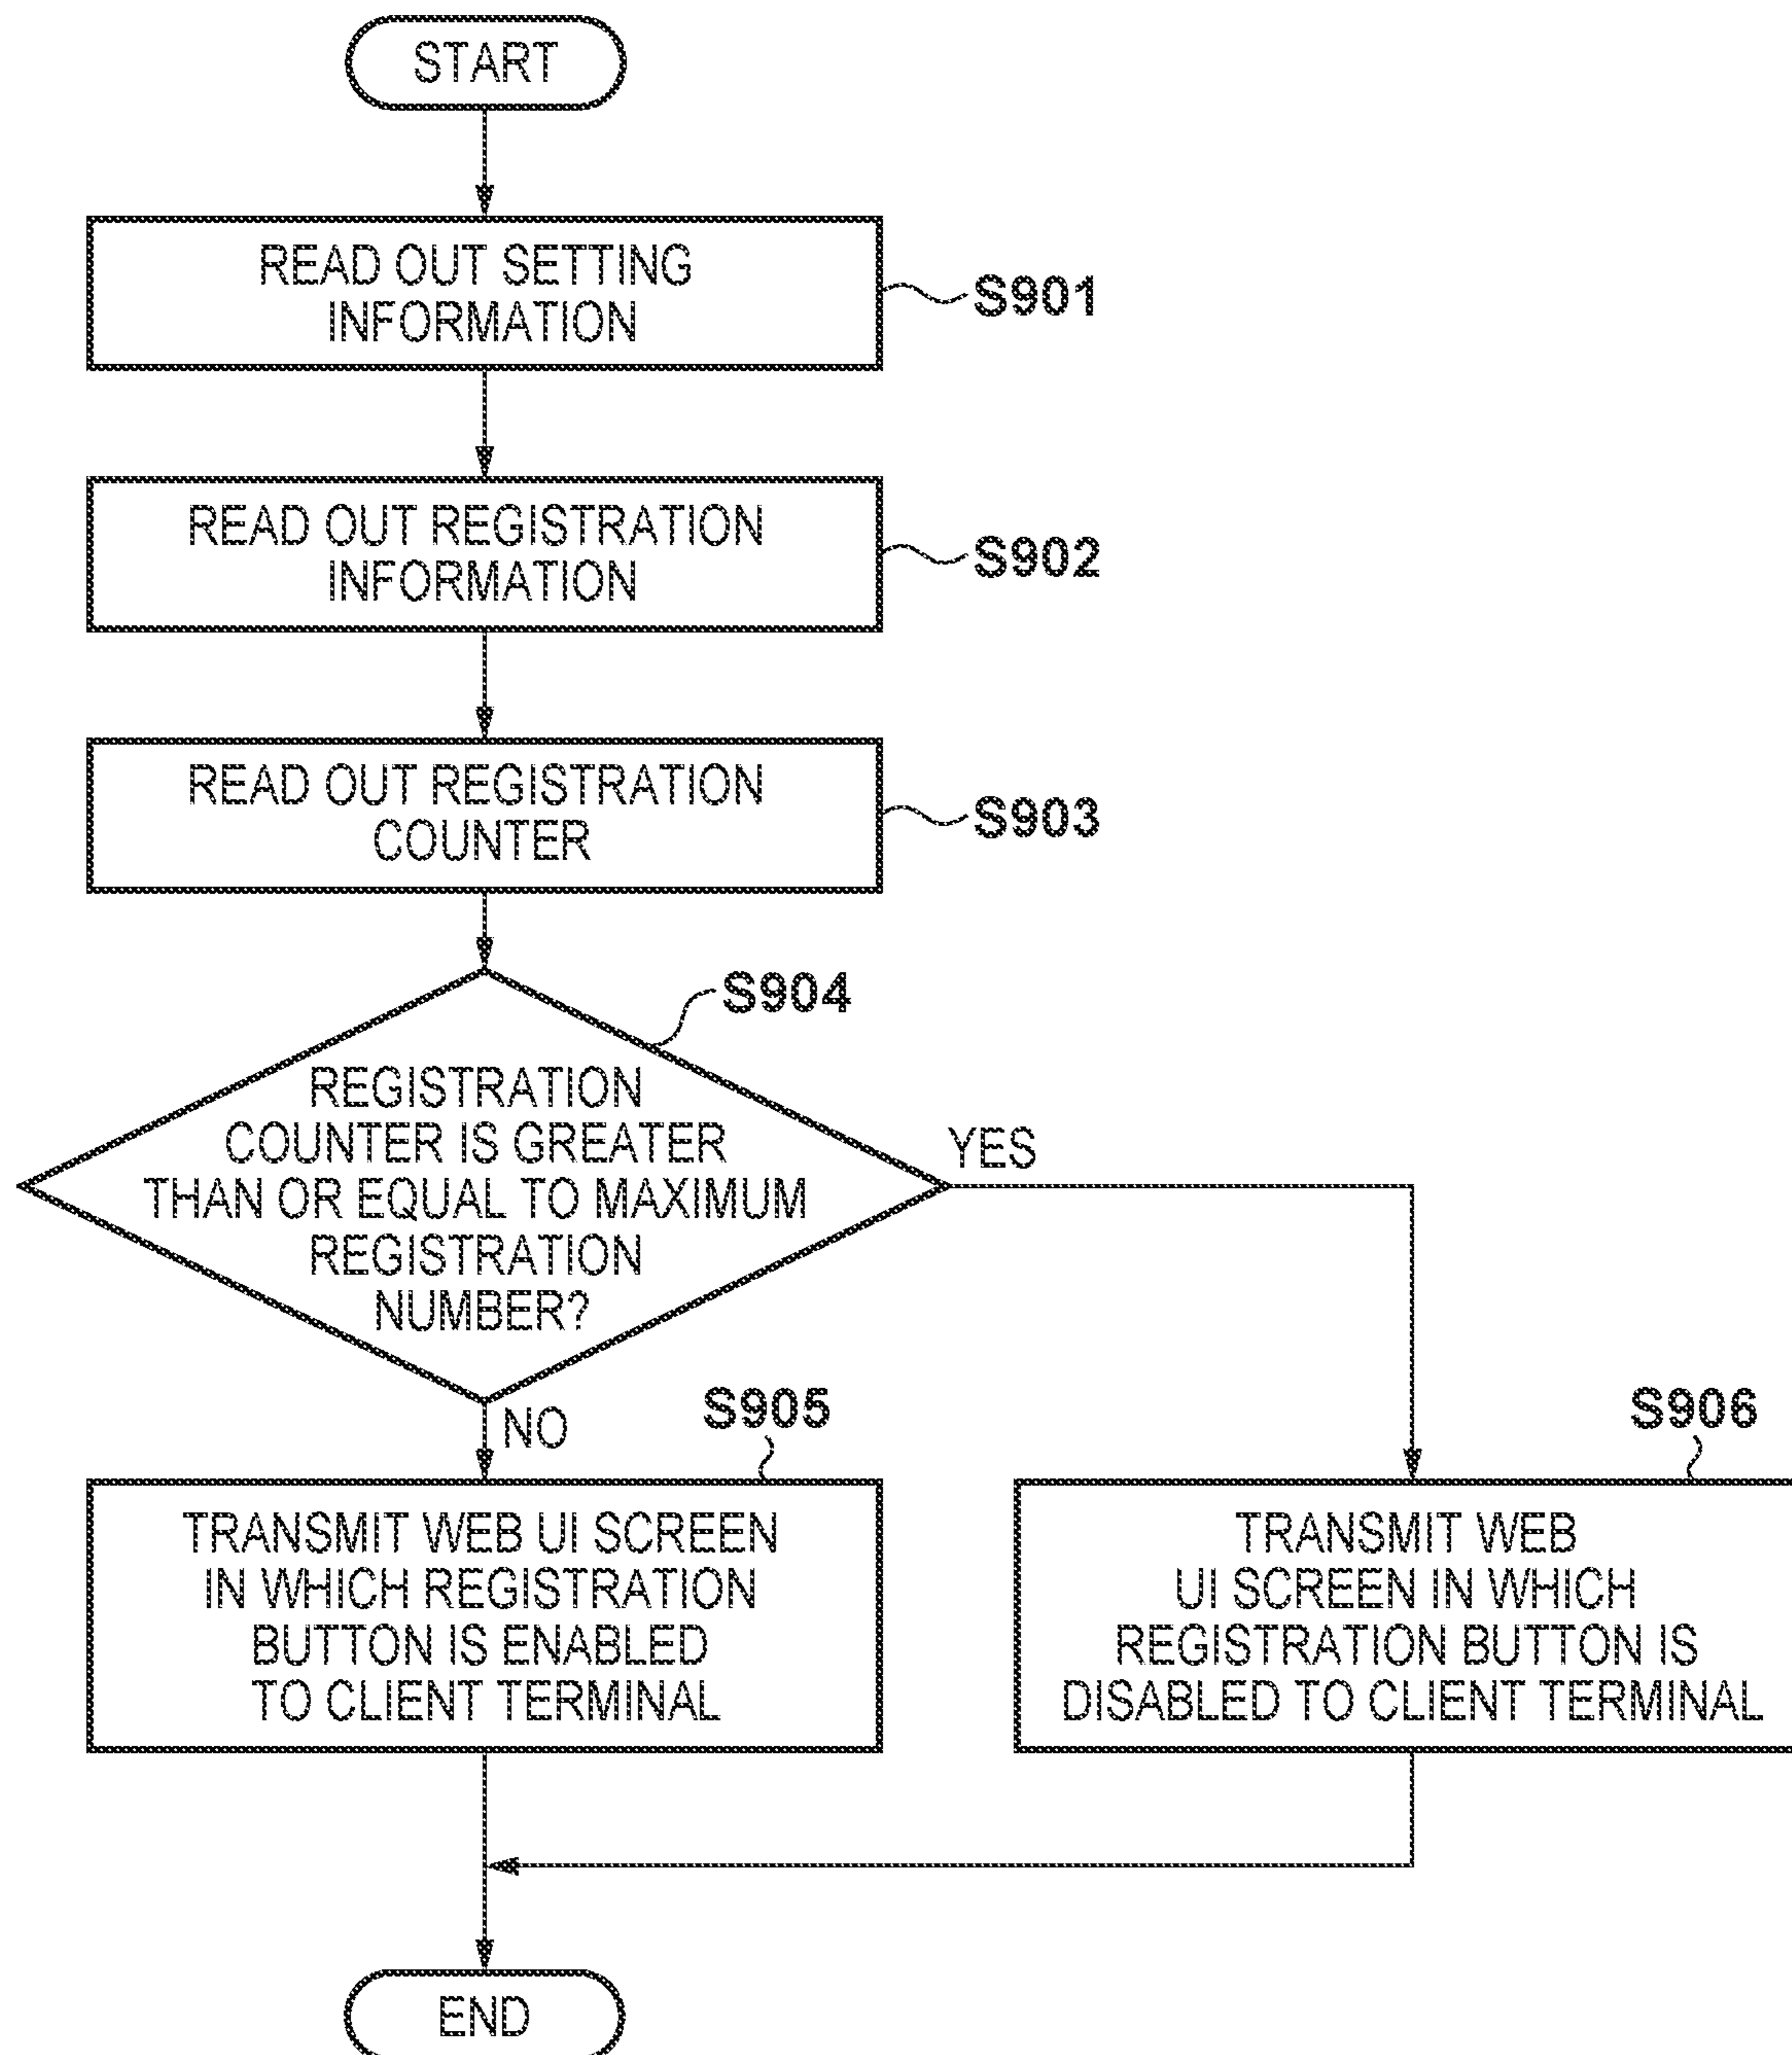 START
READ OUT SETTING
INFORMATION
S901
READ OUT REGISTRATION
INFORMATION
S902
READ OUT REGISTRATION
COUNTER
S903
S904
REGISTRATION
COUNTER IS GREATER
THAN OR EQUAL TO MAXIMUM
REGISTRATION
NUMBER?
YES
NO
S905
TRANSMIT WEB UI SCREEN
IN WHICH REGISTRATION
BUTTON IS ENABLED
TO CLIENT TERMINAL
S906
TRANSMIT WEB
UI SCREEN IN WHICH
REGISTRATION BUTTON IS
DISABLED TO CLIENT TERMINAL
END